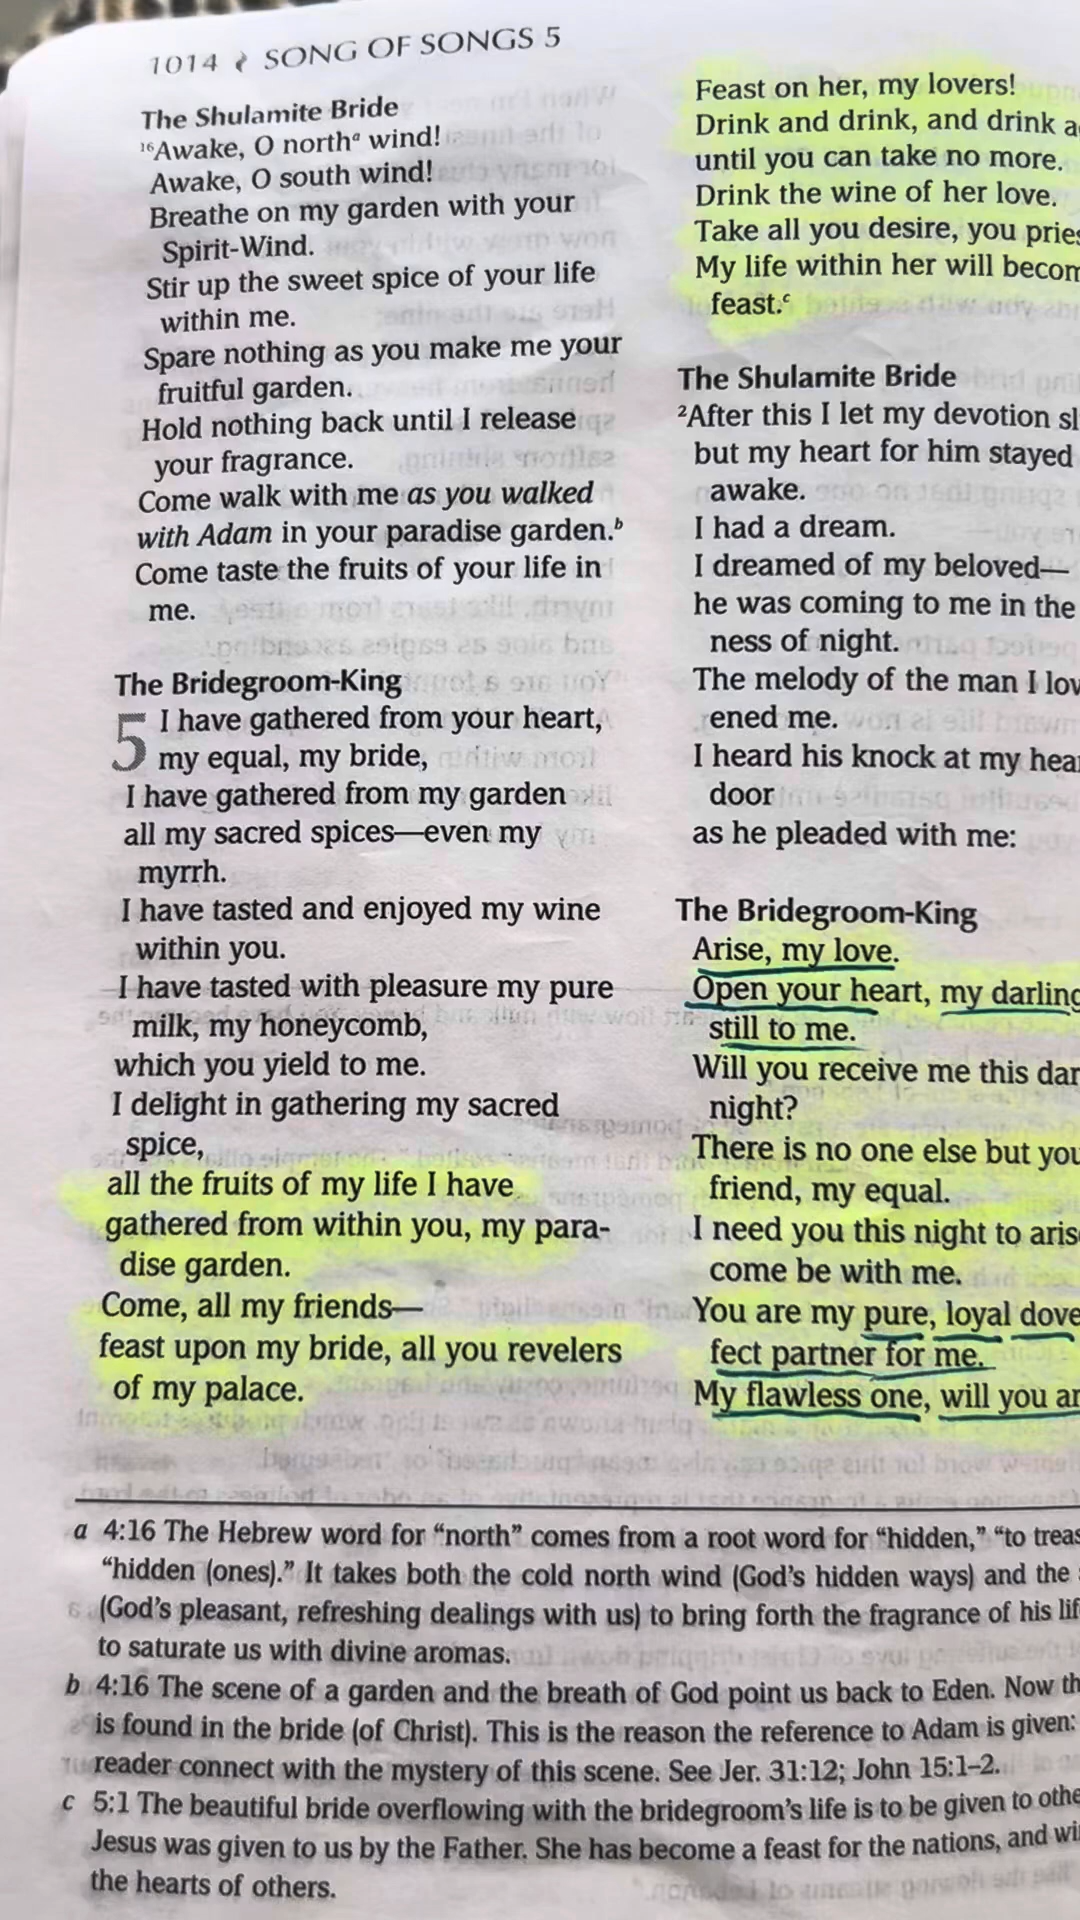 1014 SONG OF SONGS 5
The Shulamite Bride
16Awake, O northa wind!
Awake, O south wind!
Breathe on my garden with your
Spirit-Wind.
Stir up the sweet spice of your life
within me.
Spare nothing as you make me your
fruitful garden.
Hold nothing back until I release
your fragrance.
Come walk with me as you walked
with Adam in your paradise garden.b
Come taste the fruits of your life in
me.
The Bridegroom-King
5 I have gathered from your heart,
my equal, my bride,
I have gathered from my garden
all my sacred spices—even my
myrrh.
I have tasted and enjoyed my wine
within you.
I have tasted with pleasure my pure
milk, my honeycomb,
which you yield to me.
I delight in gathering my sacred
spice,
all the fruits of my life I have
gathered from within you, my para-
dise garden.
Come, all my friends—
feast upon my bride, all you revelers
of my palace.
Feast on her, my lovers!
Drink and drink, and drink
until you can take no more.
Drink the wine of her love.
Take all you desire, you
My life within her will
feast.c
The Shulamite Bride
2After this I let my devotion
but my heart for him stayed
awake.
I had a dream.
I dreamed of my beloved—
he was coming to me in the
ness of night.
The melody of the man I
ened me.
I heard his knock at my
door
as he pleaded with me:
The Bridegroom-King
Arise, my love.
Open your heart, my darling
still to me.
Will you receive me this
night?
There is no one else but
friend, my equal.
I need you this night to
come be with me.
You are my pure, loyal dove
fect partner for me.
My flawless one, will you
a 4:16 The Hebrew word for “north” comes from a root word for “hidden,” “to
“hidden (ones).” It takes both the cold north wind (God’s hidden ways) and the
(God’s pleasant, refreshing dealings with us) to bring forth the fragrance of his
to saturate us with divine aromas.
b 4:16 The scene of a garden and the breath of God point us back to Eden. Now
is found in the bride (of Christ). This is the reason the reference to Adam is given:
reader connect with the mystery of this scene. See Jer. 31:12; John 15:1–2.
c 5:1 The beautiful bride overflowing with the bridegroom’s life is to be given to
Jesus was given to us by the Father. She has become a feast for the nations, and
the hearts of others.